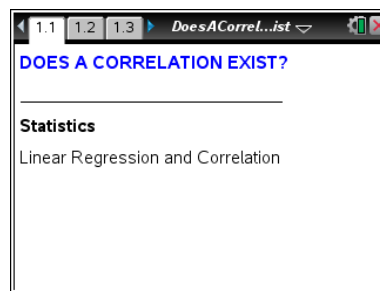 1.1 1.2 1.3 DoesACorrel...ist
DOES A CORRELATION EXIST?
Statistics
Linear Regression and Correlation